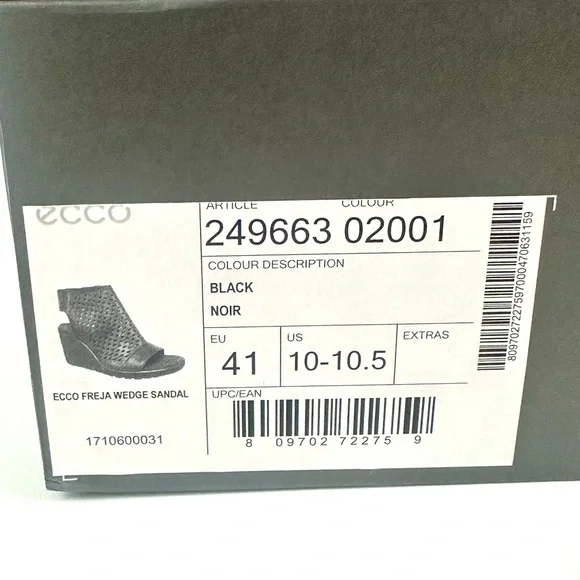 ecco
ECCO FREJA WEDGE SANDAL
1710600031
ARTICLE COLOUR
249663 02001
COLOUR DESCRIPTION
BLACK
NOIR
EU
41
US
10-10.5
EXTRAS
UPC/EAN
8 09702 72275 9
8097027227597000470631159